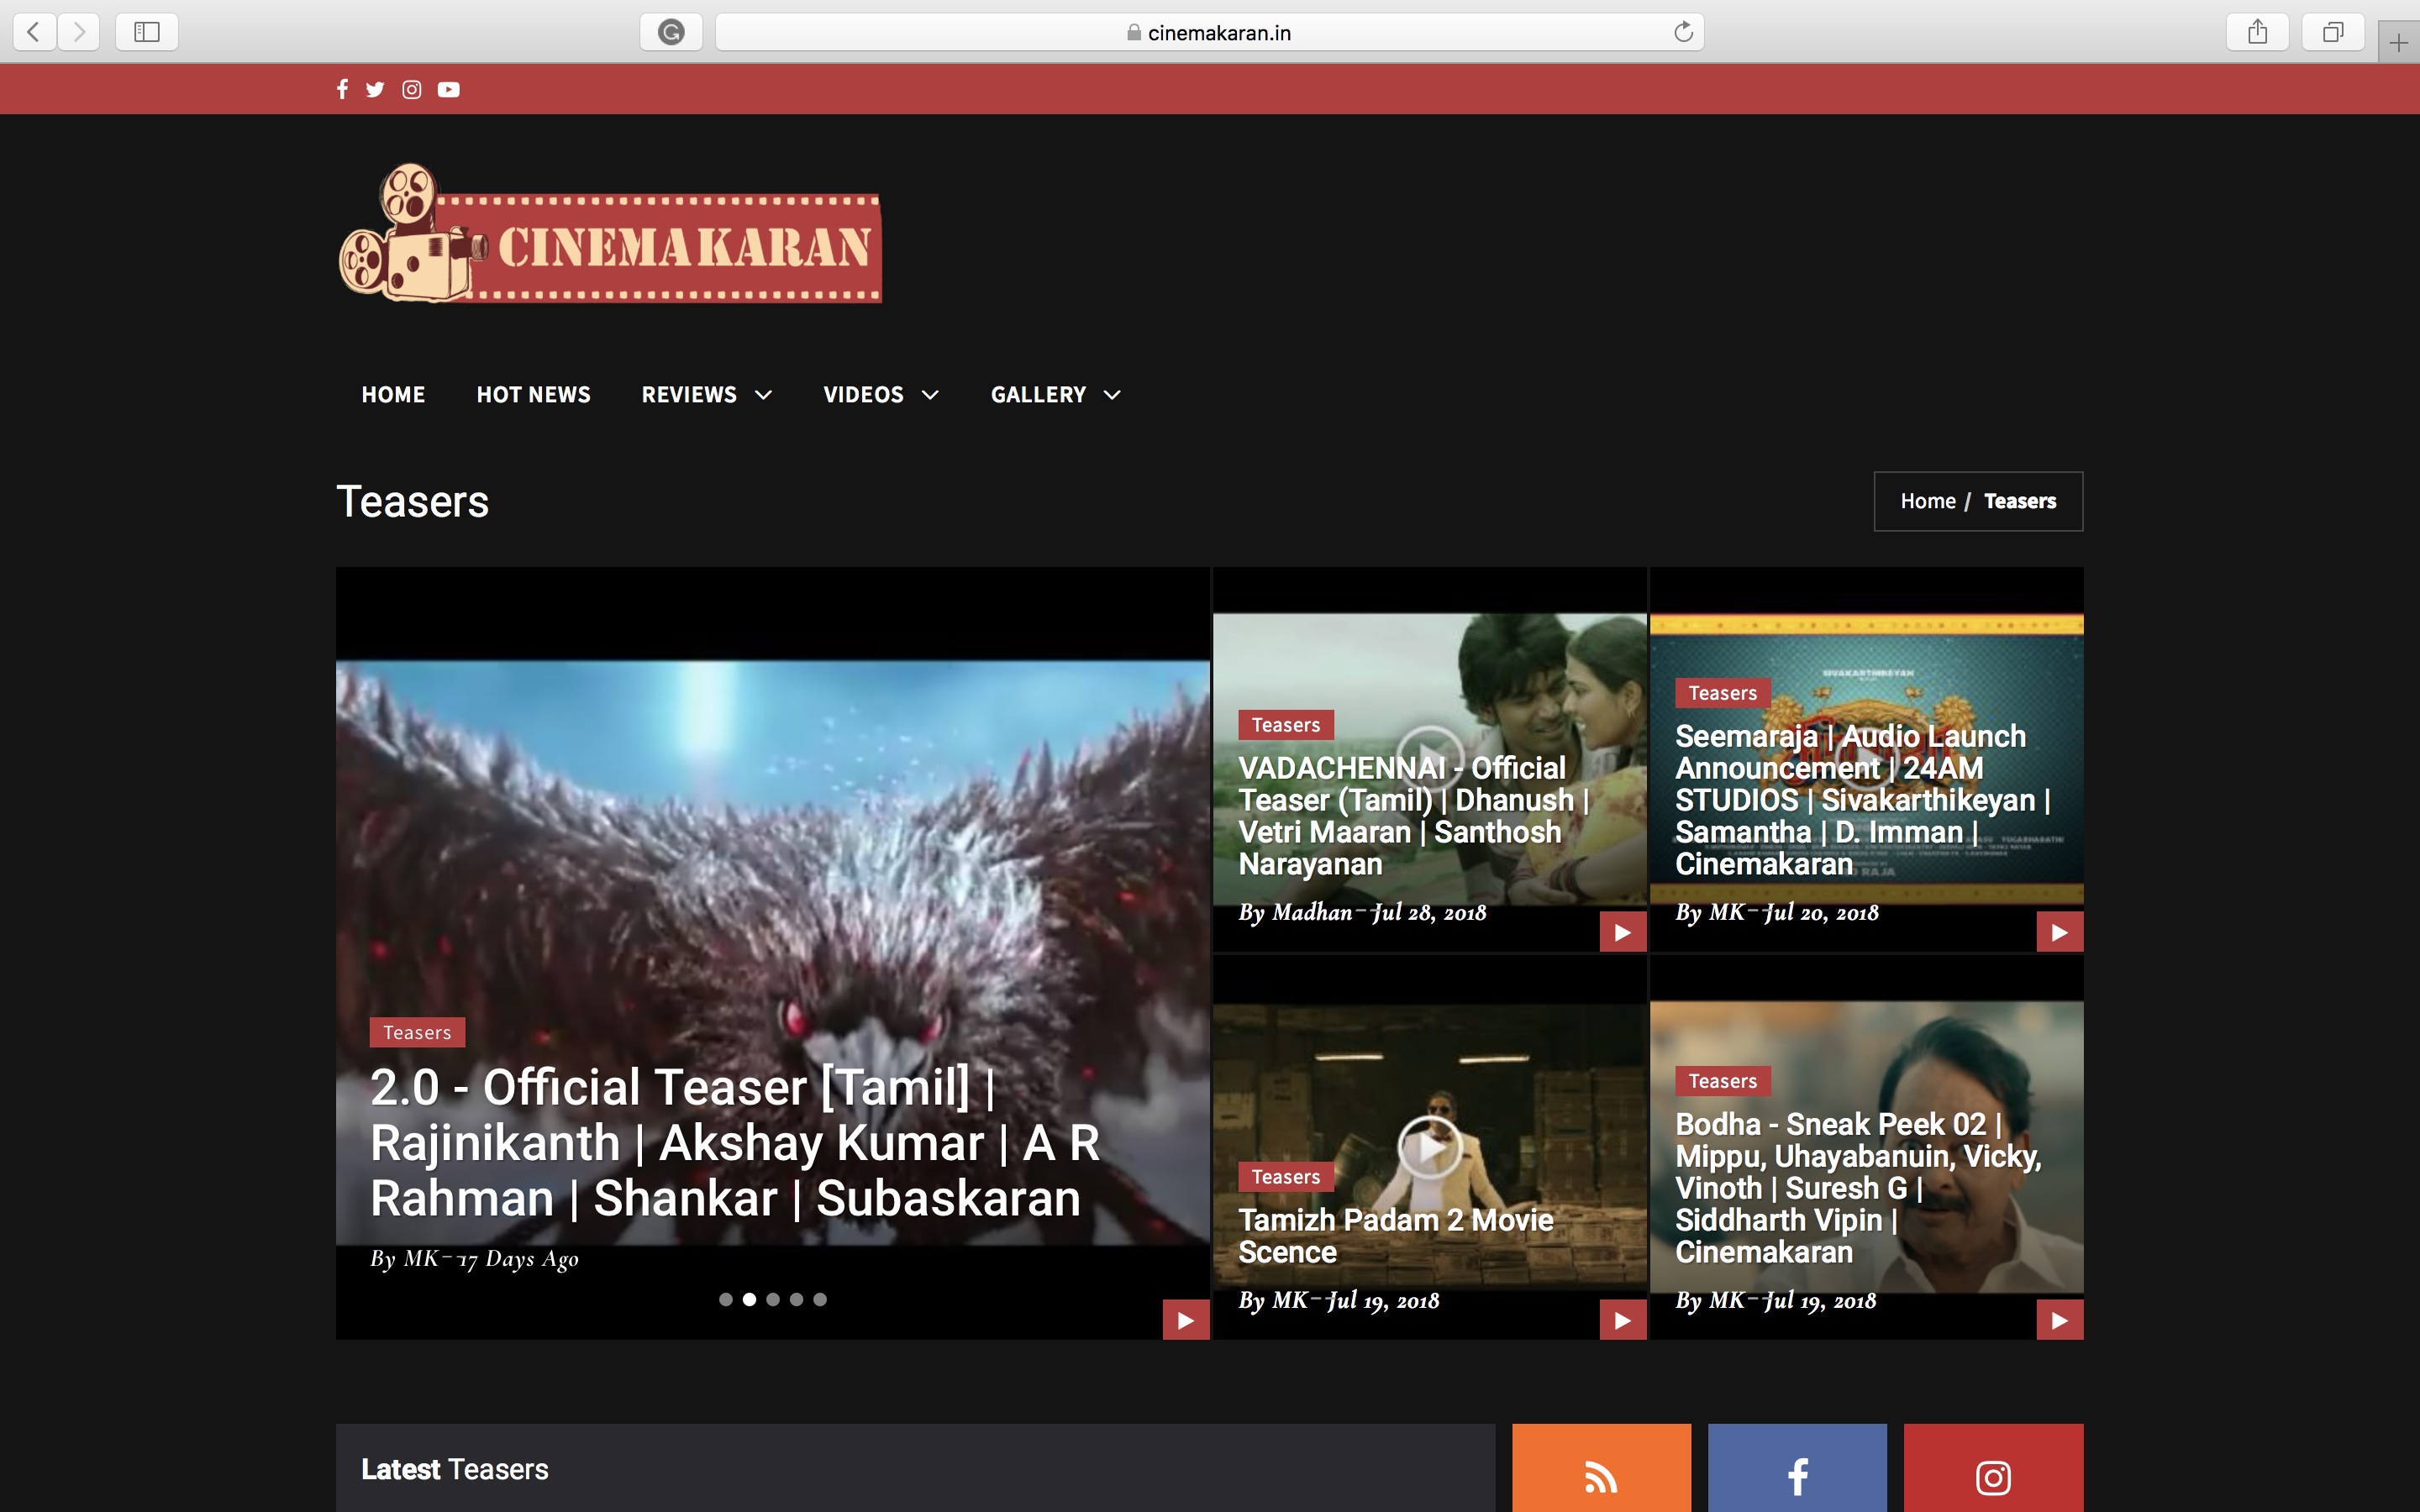 cinemakaran.in
CINEMAKARAN
HOME
HOT NEWS
REVIEWS
VIDEOS
GALLERY
Teasers
Home / Teasers
Teasers
2.0 - Official Teaser [Tamil] |
Rajinikanth | Akshay Kumar | A R
Rahman | Shankar | Subaskaran
By MK - 17 Days Ago
Teasers
VADACHENNAI - Official
Teaser (Tamil) | Dhanush |
Vetri Maaran | Santhosh
Narayanan
By Madhan - Jul 28, 2018
SIVAKARTHIKEYAN
Teasers
Seemaraja | Audio Launch
Announcement | 24AM
STUDIOS | Sivakarthikeyan |
Samantha | D. Imman |
Cinemakaran
YUGABHARATHI
RAJA
By MK - Jul 20, 2018
Teasers
Tamizh Padam 2 Movie
Scence
By MK - Jul 19, 2018
Teasers
Bodha - Sneak Peek 02 |
Mippu, Uhayabanuin, Vicky,
Vinoth | Suresh G |
Siddharth Vipin |
Cinemakaran
By MK - Jul 19, 2018
Latest Teasers